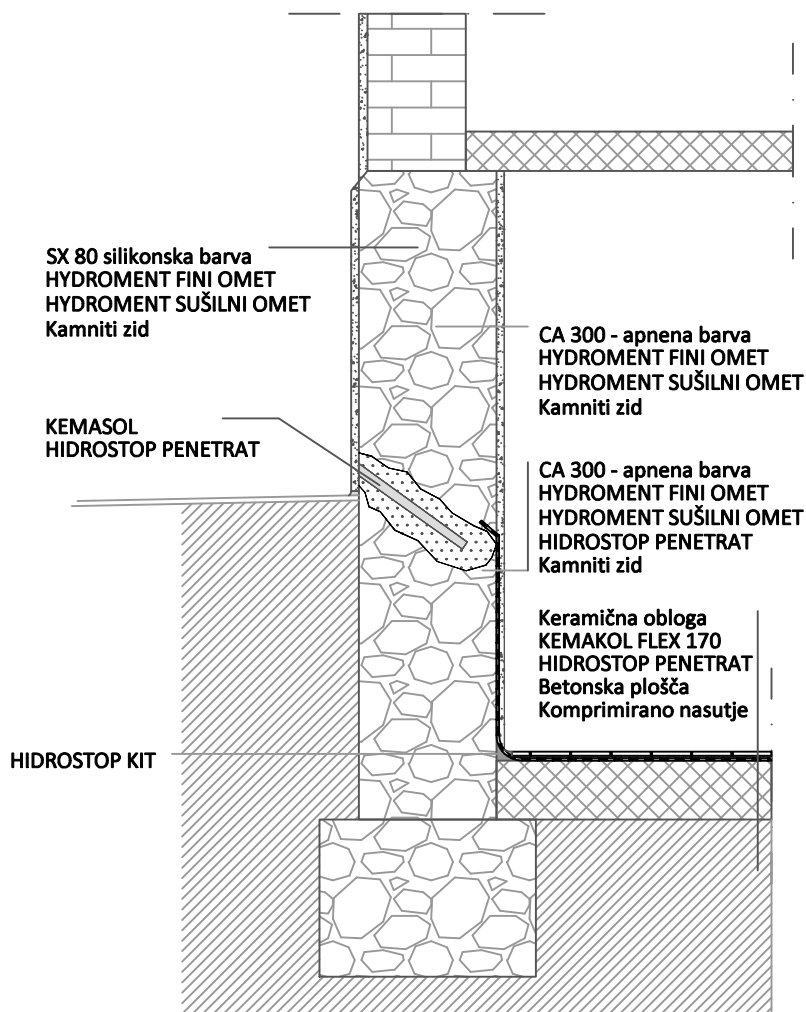 SX 80 silikonska barva
HYDROMENT FINI OMET
HYDROMENT SUŠILNI OMET
Kamniti zid
CA 300 - apnena barva
HYDROMENT FINI OMET
HYDROMENT SUŠILNI OMET
Kamniti zid
KEMASOL
HIDROSTOP PENETRAT
CA 300 - apnena barva
HYDROMENT FINI OMET
HYDROMENT SUŠILNI OMET
HIDROSTOP PENETRAT
Kamniti zid
Keramična obloga
KEMAKOL FLEX 170
HIDROSTOP PENETRAT
Betonska plošča
Komprimirano nasutje
HIDROSTOP KIT